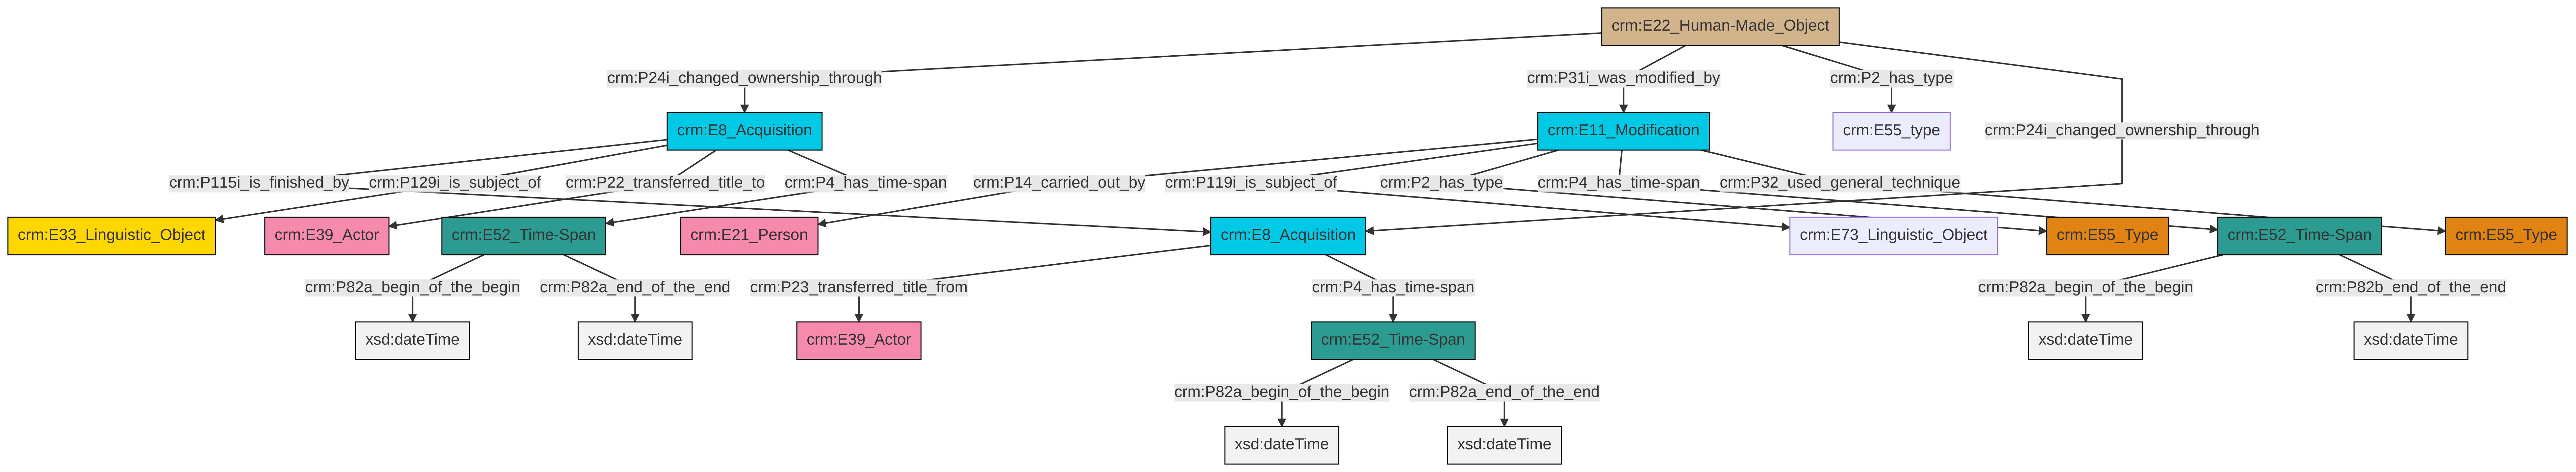 crm:E22_Human-Made_Object
crm:P24i_changed_ownership_through
crm:P31i_was_modified_by
crm:P2_has_type
crm:E8_Acquisition
crm:E11_Modification
crm:E55_type
crm:P24i_changed_ownership_through
crm:P115i_is_finished_by
crm:P129i_is_subject_of
crm:P22_transferred_title_to
crm:P4_has_time-span
crm:P14_carried_out_by
crm:P119i_is_subject_of
crm:P2_has_type
crm:P4_has_time-span
crm:P32_used_general_technique
crm:E33_Linguistic_Object
crm:E39_Actor
crm:E52_Time-Span
crm:E21_Person
crm:E8_Acquisition
crm:E73_Linguistic_Object
crm:E55_Type
crm:E52_Time-Span
crm:E55_Type
crm:P82a_begin_of_the_begin
crm:P82a_end_of_the_end
crm:P23_transferred_title_from
crm:P4_has_time-span
crm:P82a_begin_of_the_begin
crm:P82b_end_of_the_end
xsd:dateTime
xsd:dateTime
crm:E39_Actor
crm:E52_Time-Span
xsd:dateTime
xsd:dateTime
crm:P82a_begin_of_the_begin
crm:P82a_end_of_the_end
xsd:dateTime
xsd:dateTime